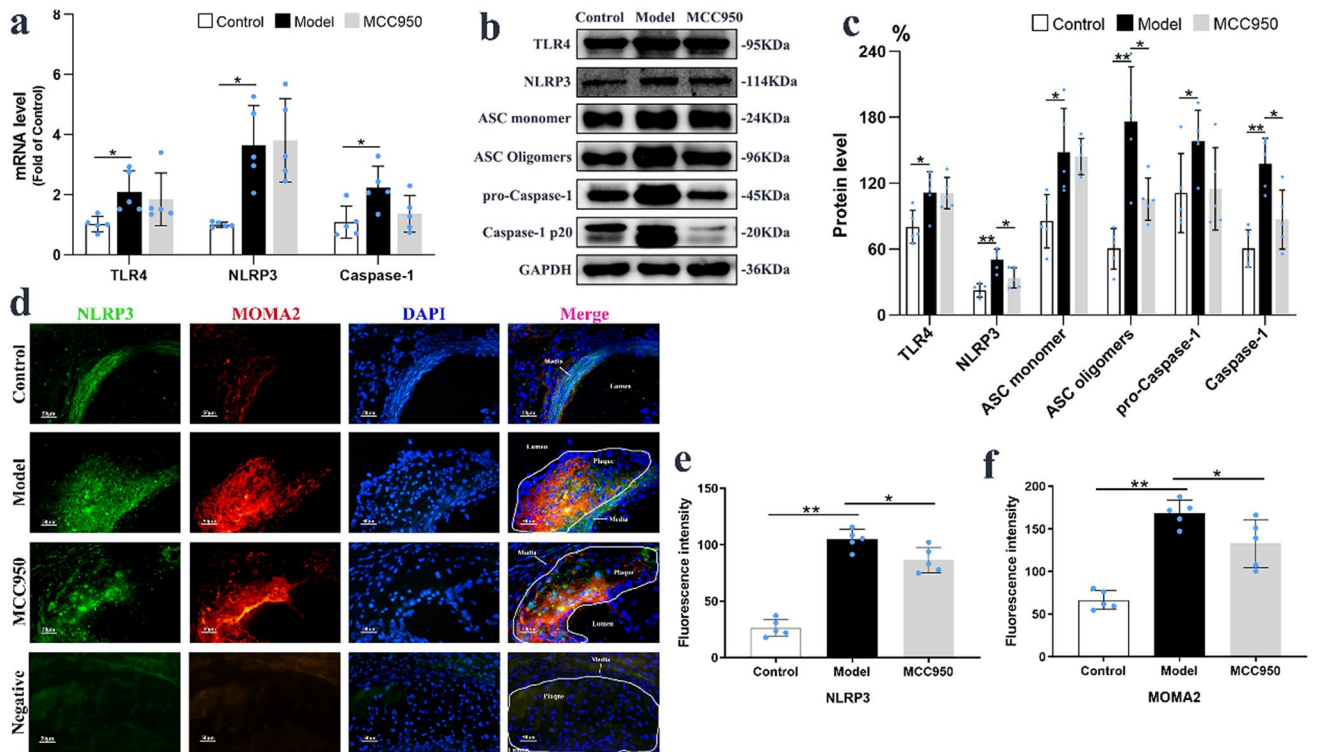 a
Control Model MCC950
mRNA level
(Fold of Control)
8
6
4
2
0
*
*
*
TLR4 NLRP3 Caspase-1
b
Control Model MCC950
TLR4 -95KDa
NLRP3 -114KDa
ASC monomer -24KDa
ASC Oligomers -96KDa
pro-Caspase-1 -45KDa
Caspase-1 p20 -20KDa
GAPDH -36KDa
c
%
Control Model MCC950
Protein level
240
180
120
60
0
*
** *
*
** *
*
** *
TLR4 NLRP3 ASC monomer ASC oligomers pro-Caspase-1 Caspase-1
d
NLRP3 MOMA2 DAPI Merge
Control
Media
Lumen
Model
Lumen
Plaque
Media
MCC950
Media
Plaque
Lumen
Negative
Media
Plaque
Lumen
e
Fluorescence intensity
150
100
50
0
** *
Control Model MCC950
NLRP3
f
Fluorescence intensity
200
150
100
50
0
** *
Control Model MCC950
MOMA2